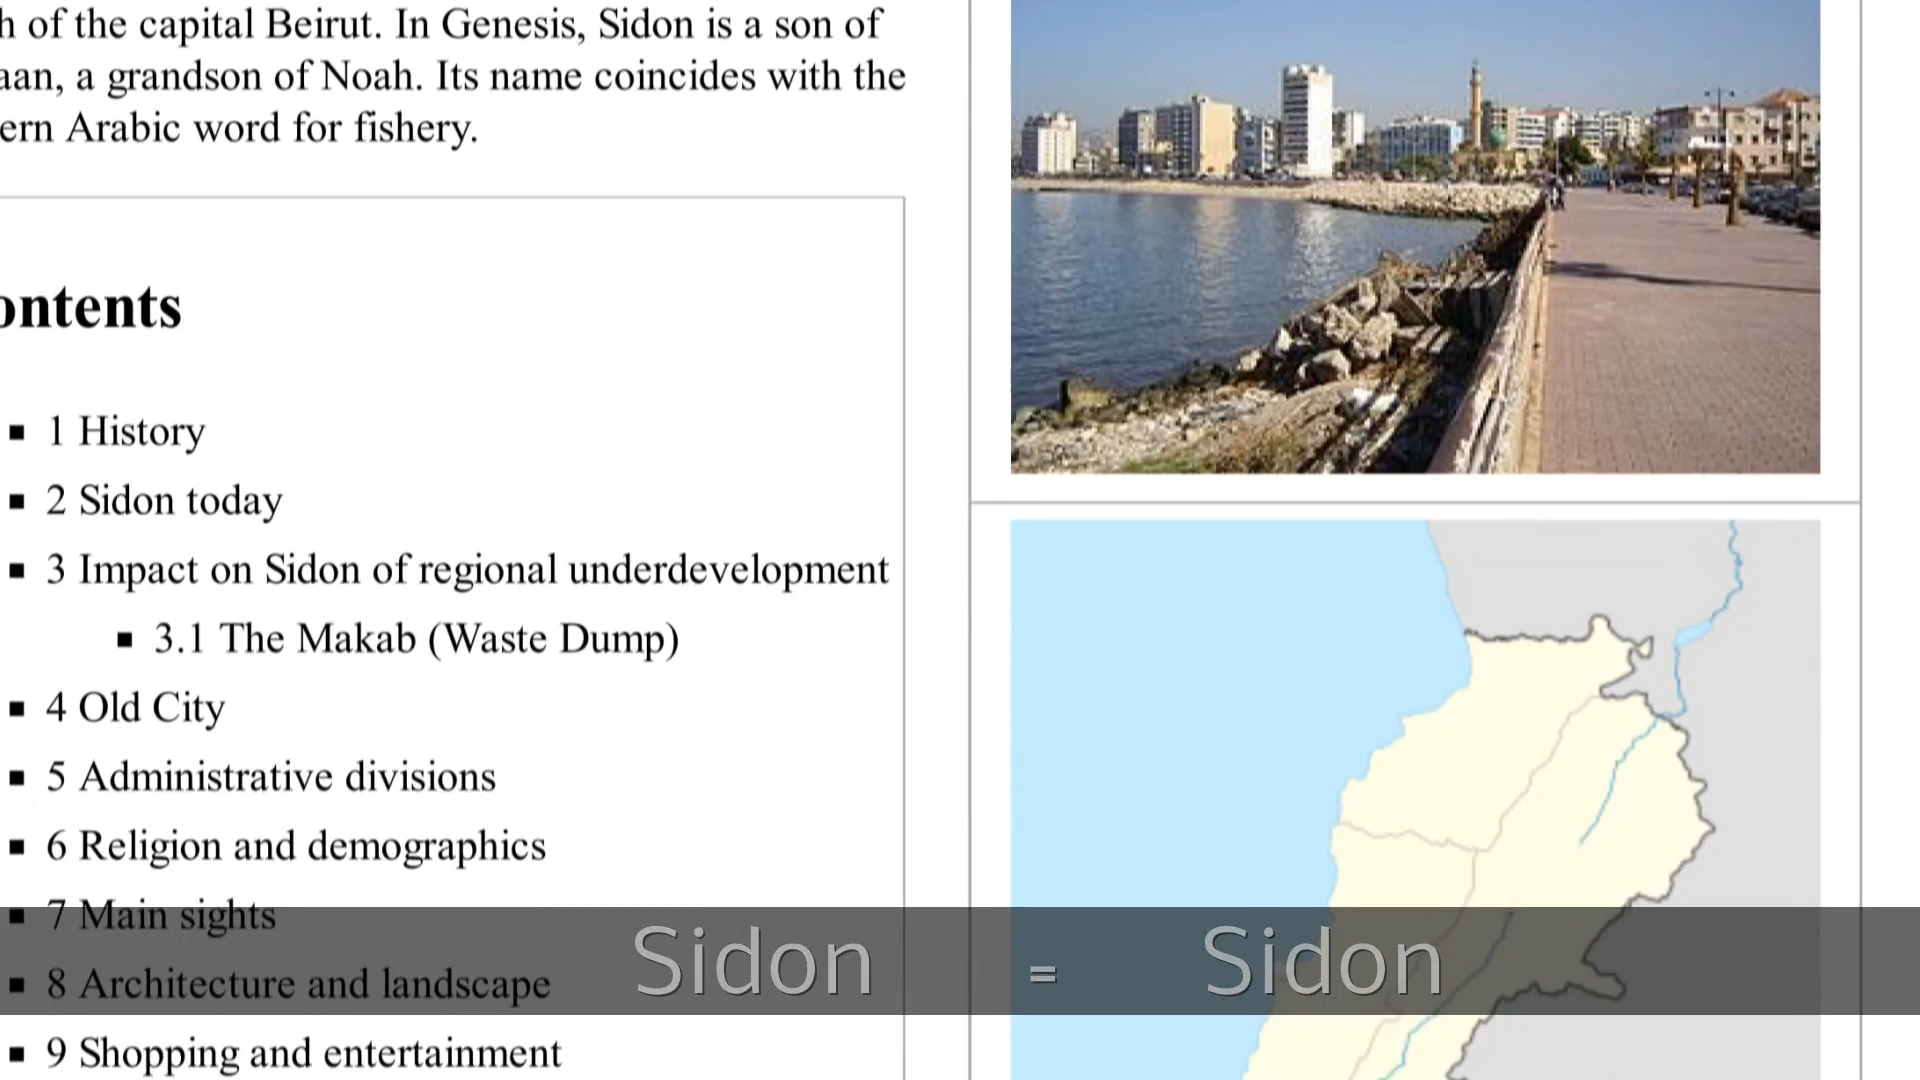 of the capital Beirut. In Genesis, Sidon is a son of
a grandson of Noah. Its name coincides with the
Arabic word for fishery.
1 History
2 Sidon today
3 Impact on Sidon of regional underdevelopment
3.1 The Makab (Waste Dump)
4 Old City
5 Administrative divisions
6 Religion and demographics
7 Main sights
8 Architecture and landscape
9 Shopping and entertainment
Sidon = Sidon